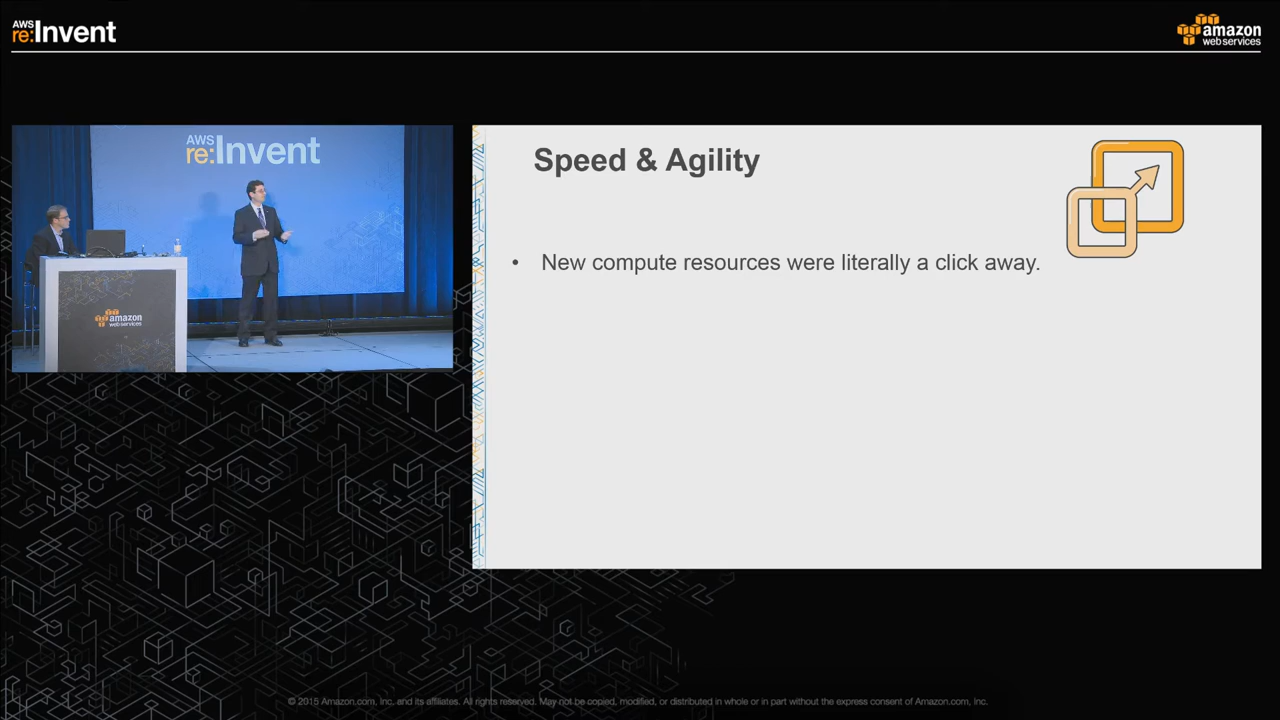 AWS
re:Invent
amazon
web services
AWS
re:Invent
amazon
web services
Speed & Agility
• New compute resources were literally a click away.
© 2015 Amazon.com, Inc, and its affiliates. All rights reserved. May not be copied, modified, or distributed in whole or in part without the express consent of Amazon.com, Inc.